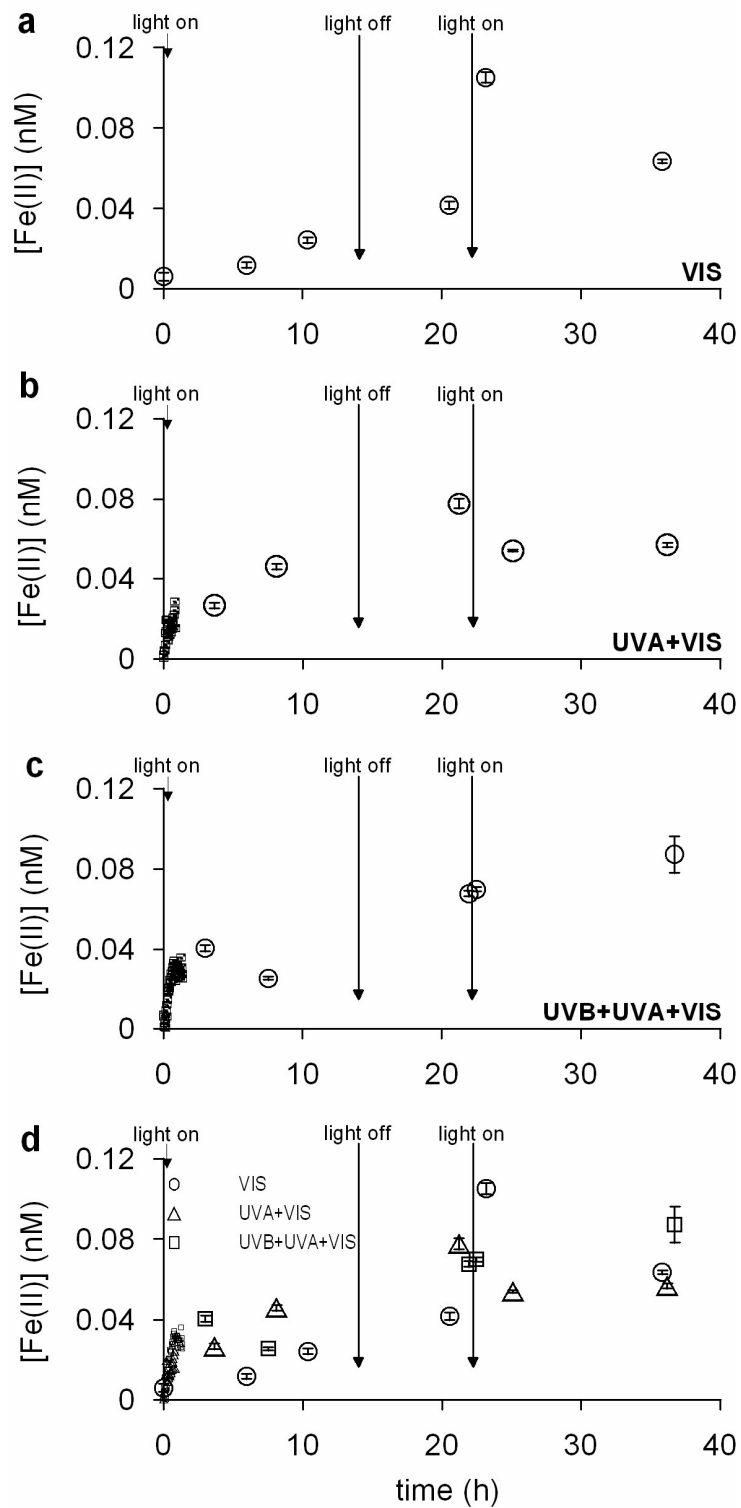 a
light on light off light on
0.12
0.08
0.04
0
[Fe(II)] (nM)
VIS
0 10 20 30 40
b
light on light off light on
0.12
0.08
0.04
0
[Fe(II)] (nM)
UVA+VIS
0 10 20 30 40
c
light on light off light on
0.12
0.08
0.04
0
[Fe(II)] (nM)
UVB+UVA+VIS
0 10 20 30 40
d
light on light off light on
0.12
0.08
0.04
0
[Fe(II)] (nM)
VIS
UVA+VIS
UVB+UVA+VIS
0 10 20 30 40
time (h)